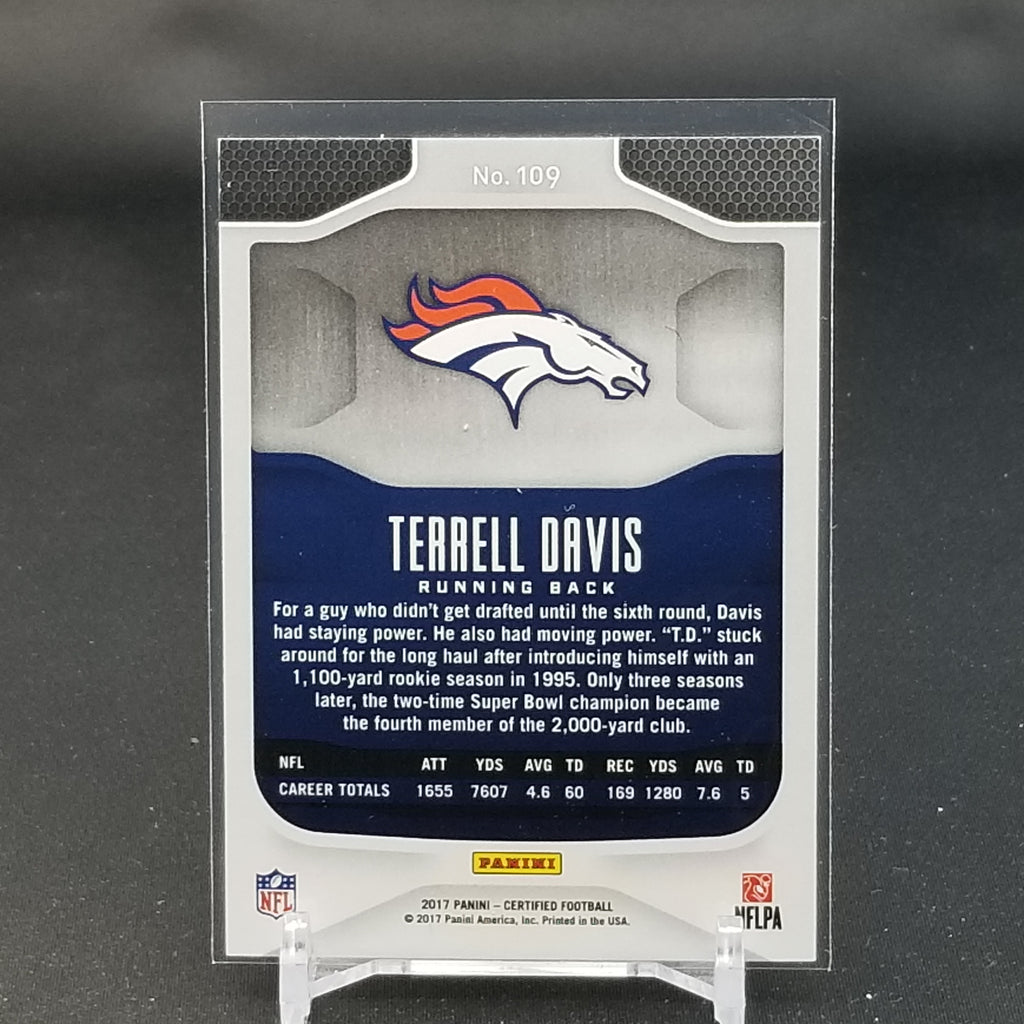 No. 109
TERRELL DAVIS
RUNNING BACK
For a guy who didn't get drafted until the sixth round, Davis
had staying power. He also had moving power. “T.D.” stuck
around for the long haul after introducing himself with an
1,100-yard rookie season in 1995. Only three seasons
later, the two-time Super Bowl champion became
the fourth member of the 2,000-yard club.
NFL ATT YDS AVG TD REC YDS AVG TD
CAREER TOTALS 1655 7607 4.6 60 169 1280 7.6 5
PANINI
NFL
2017 PANINI – CERTIFIED FOOTBALL
© 2017 Panini America, Inc. Printed in the USA.
NFLPA